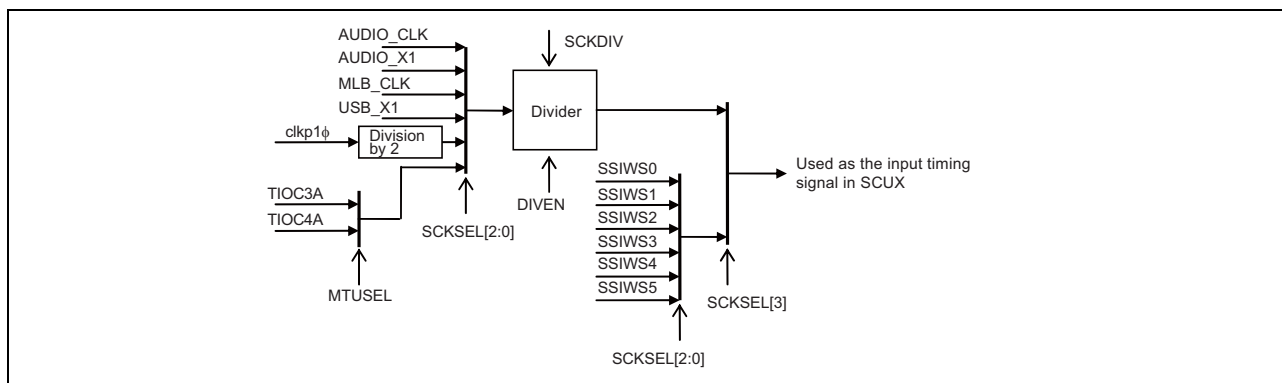 AUDIO_CLK
AUDIO_X1
MLB_CLK
USB_X1
clkp1ϕ
Division
by 2
TIOC3A
TIOC4A
MTUSEL
SCKSEL[2:0]
SCKDIV
Divider
DIVEN
SSIWS0
SSIWS1
SSIWS2
SSIWS3
SSIWS4
SSIWS5
SCKSEL[2:0]
SCKSEL[3]
Used as the input timing
signal in SCUX